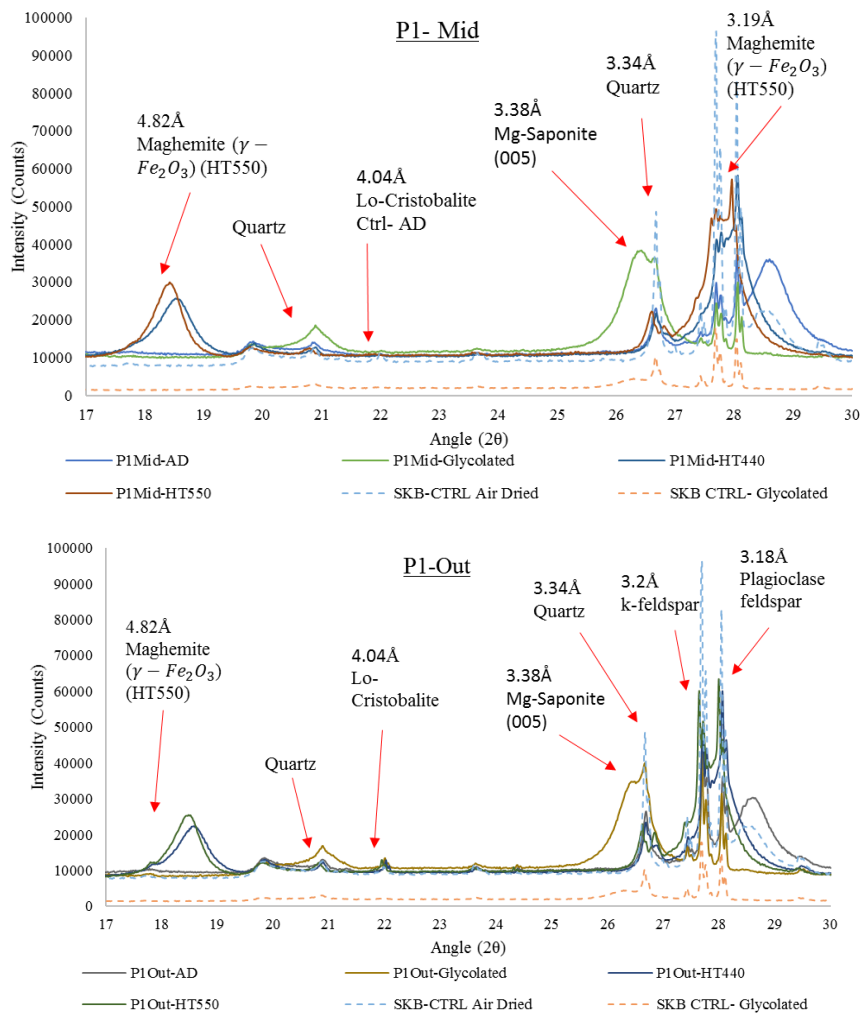 P1- Mid
100000
90000
80000
70000
60000
50000
40000
30000
20000
10000
0
Intensity (Counts)
4.82Å
Maghemite (γ −
Fe₂O₃) (HT550)
Quartz
4.04Å
Lo-Cristobalite
Ctrl- AD
3.38Å
Mg-Saponite
(005)
3.34Å
Quartz
3.19Å
Maghemite
(γ − Fe₂O₃)
(HT550)
17 18 19 20 21 22 23 24 25 26 27 28 29 30
Angle (2θ)
P1Mid-AD P1Mid-Glycolated P1Mid-HT440
P1Mid-HT550 SKB-CTRL Air Dried SKB CTRL- Glycolated
P1-Out
100000
90000
80000
70000
60000
50000
40000
30000
20000
10000
0
Intensity (Counts)
4.82Å
Maghemite
(γ − Fe₂O₃)
(HT550)
Quartz
4.04Å
Lo-
Cristobalite
3.38Å
Mg-Saponite
(005)
3.34Å
Quartz
3.2Å
k-feldspar
3.18Å
Plagioclase
feldspar
17 18 19 20 21 22 23 24 25 26 27 28 29 30
Angle (2θ)
P1Out-AD P1Out-Glycolated P1Out-HT440
P1Out-HT550 SKB-CTRL Air Dried SKB CTRL- Glycolated